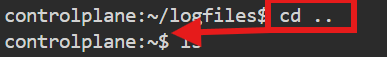 controlplane:~/logfiles$ cd ..
controlplane:~$ ls